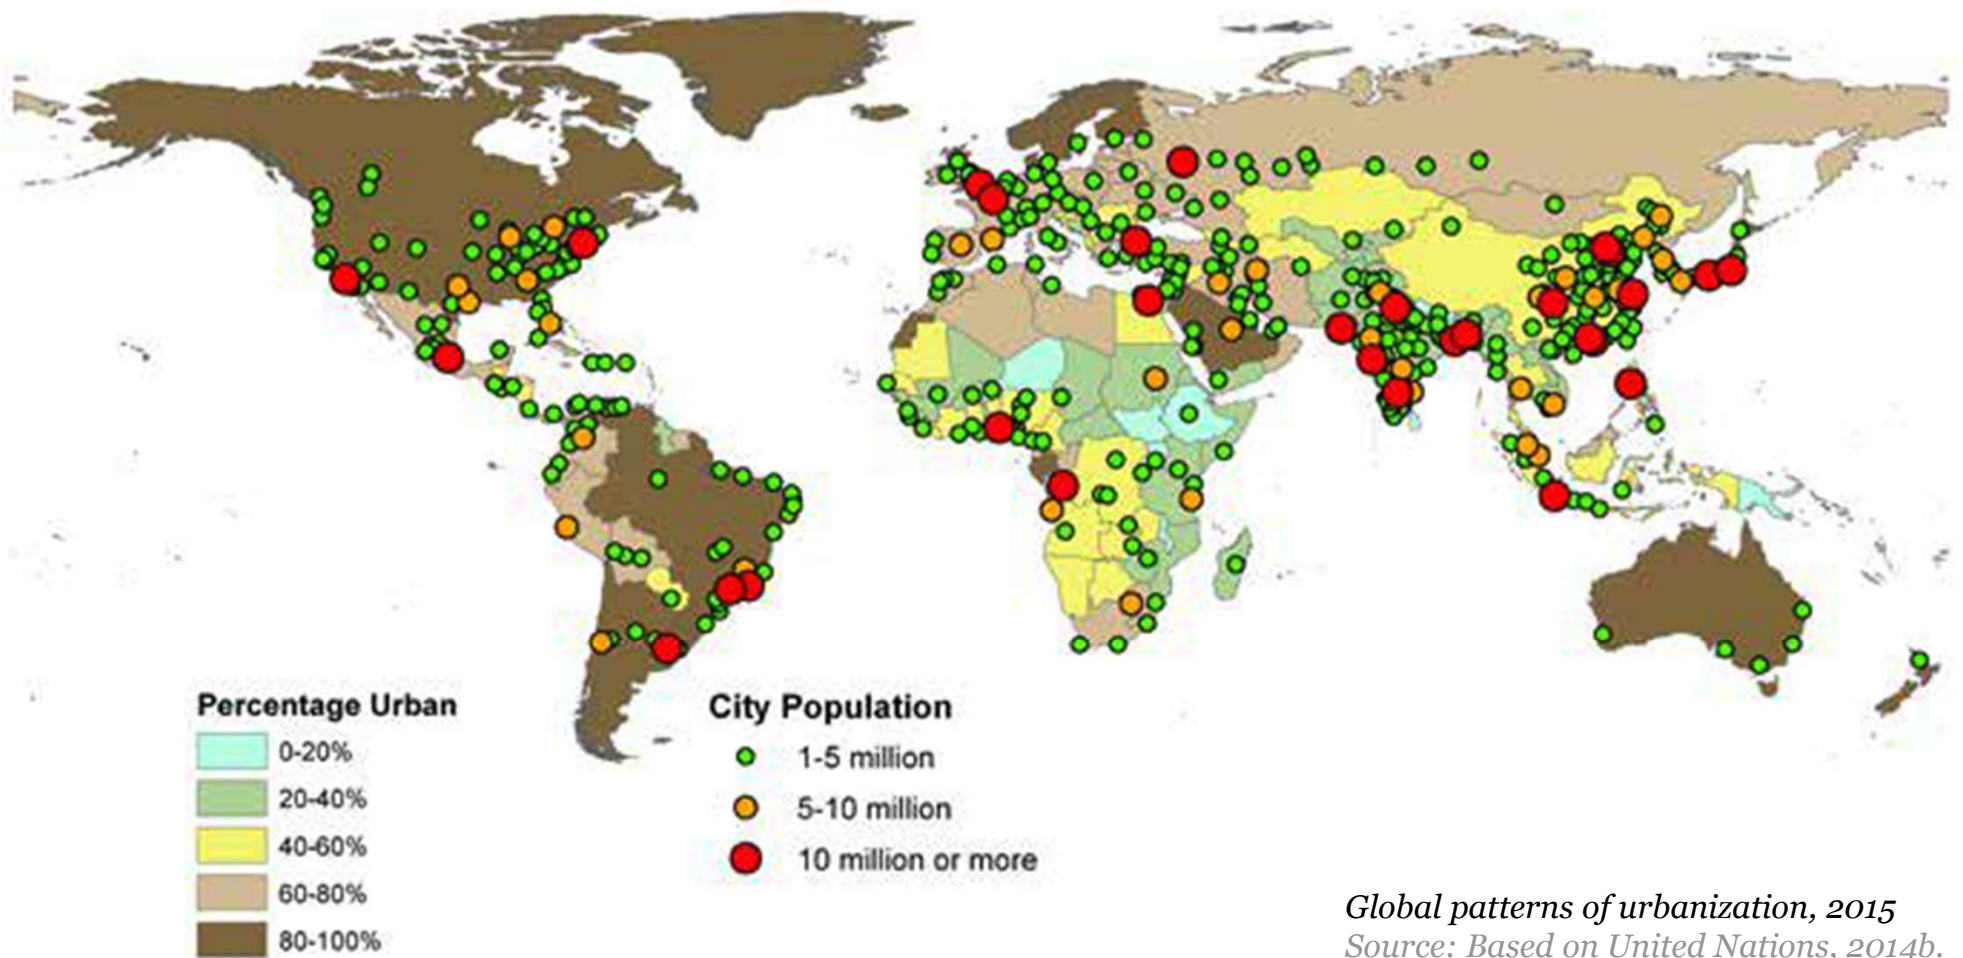 Percentage Urban
0-20%
20-40%
40-60%
60-80%
80-100%
City Population
1-5 million
5-10 million
10 million or more
Global patterns of urbanization, 2015
Source: Based on United Nations, 2014b.